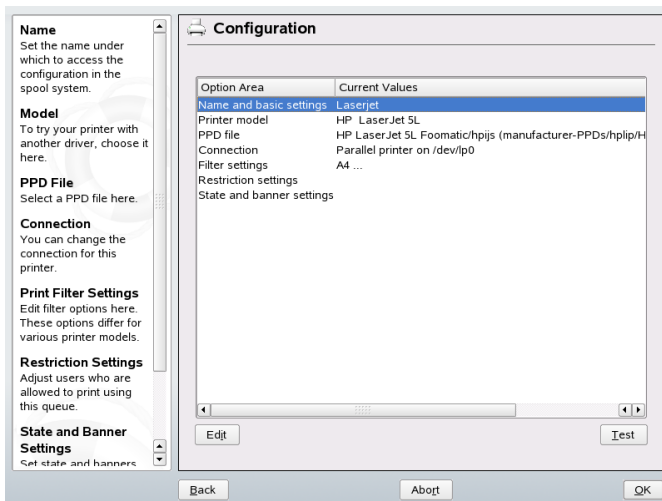 Name
Set the name under
which to access the
configuration in the
spool system.
Model
To try your printer with
another driver, choose it
here.
PPD File
Select a PPD file here.
Connection
You can change the
connection for this
printer.
Print Filter Settings
Edit filter options here.
These options differ for
various printer models.
Restriction Settings
Adjust users who are
allowed to print using
this queue.
State and Banner
Settings
Set state and banners
Configuration
Option Area Current Values
Name and basic settings Laserjet
Printer model HP LaserJet 5L
PPD file HP LaserJet 5L Foomatic/hpijs (manufacturer-PPDs/hplip/H
Connection Parallel printer on /dev/lp0
Filter settings A4 ...
Restriction settings
State and banner settings
Edit Test
Back Abort OK